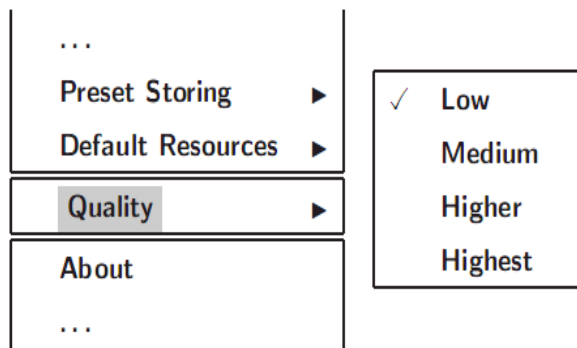 ...
Preset Storing ▶
Default Resources ▶
Quality ▶
About
...
✓ Low
Medium
Higher
Highest